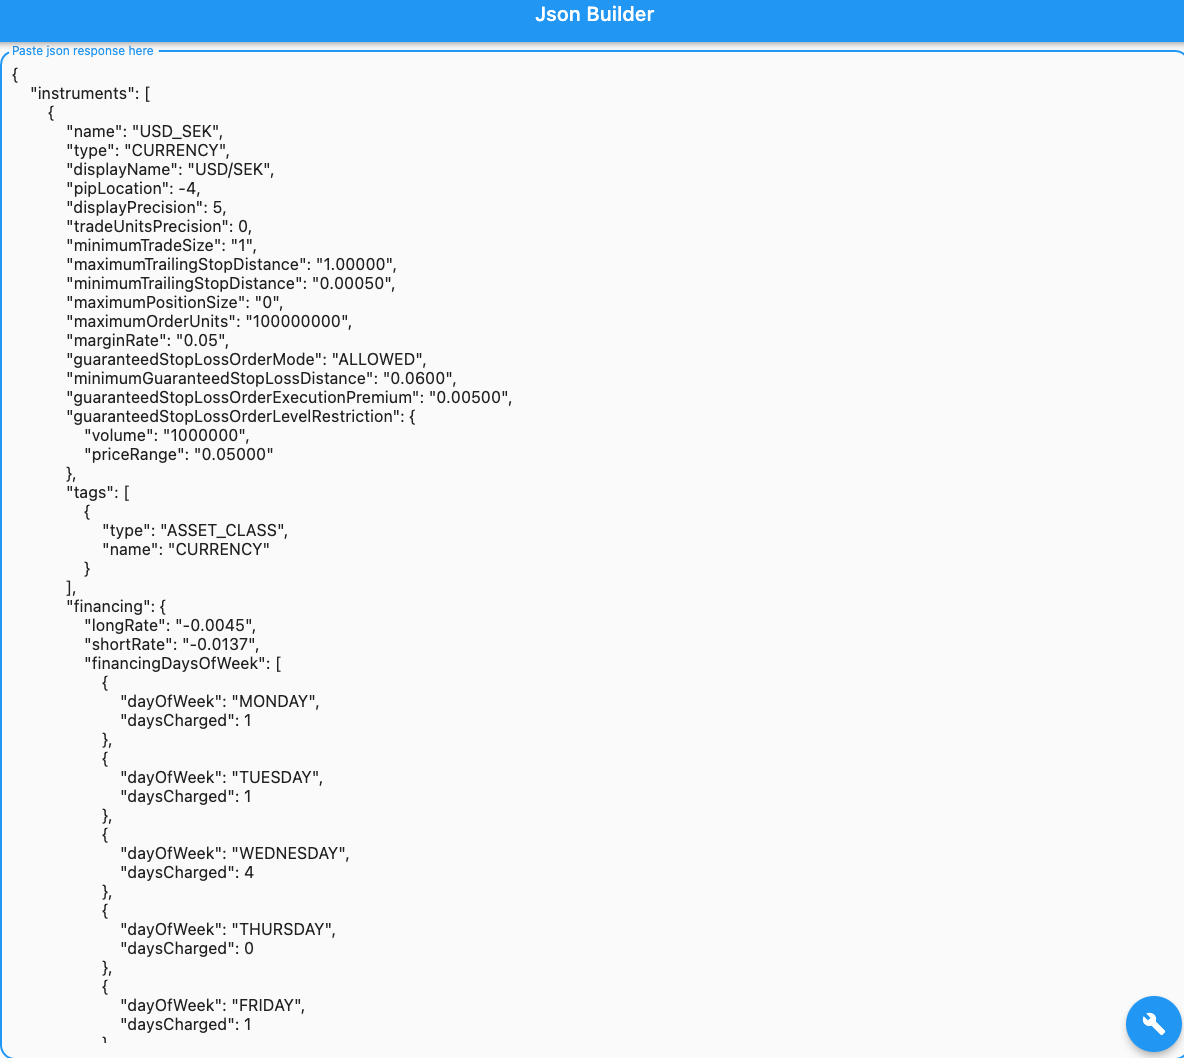 Json Builder
Paste json response here
{
"instruments": [
{
"name": "USD_SEK",
"type": "CURRENCY",
"displayName": "USD/SEK",
"pipLocation": -4,
"displayPrecision": 5,
"tradeUnitsPrecision": 0,
"minimumTradeSize": "1",
"maximumTrailingStopDistance": "1.00000",
"minimumTrailingStopDistance": "0.00050",
"maximumPositionSize": "0",
"maximumOrderUnits": "100000000",
"marginRate": "0.05",
"guaranteedStopLossOrderMode": "ALLOWED",
"minimumGuaranteedStopLossDistance": "0.0600",
"guaranteedStopLossOrderExecutionPremium": "0.00500",
"guaranteedStopLossOrderLevelRestriction": {
"volume": "1000000",
"priceRange": "0.05000"
},
"tags": [
{
"type": "ASSET_CLASS",
"name": "CURRENCY"
}
],
"financing": {
"longRate": "-0.0045",
"shortRate": "-0.0137",
"financingDaysOfWeek": [
{
"dayOfWeek": "MONDAY",
"daysCharged": 1
},
{
"dayOfWeek": "TUESDAY",
"daysCharged": 1
},
{
"dayOfWeek": "WEDNESDAY",
"daysCharged": 4
},
{
"dayOfWeek": "THURSDAY",
"daysCharged": 0
},
{
"dayOfWeek": "FRIDAY",
"daysCharged": 1